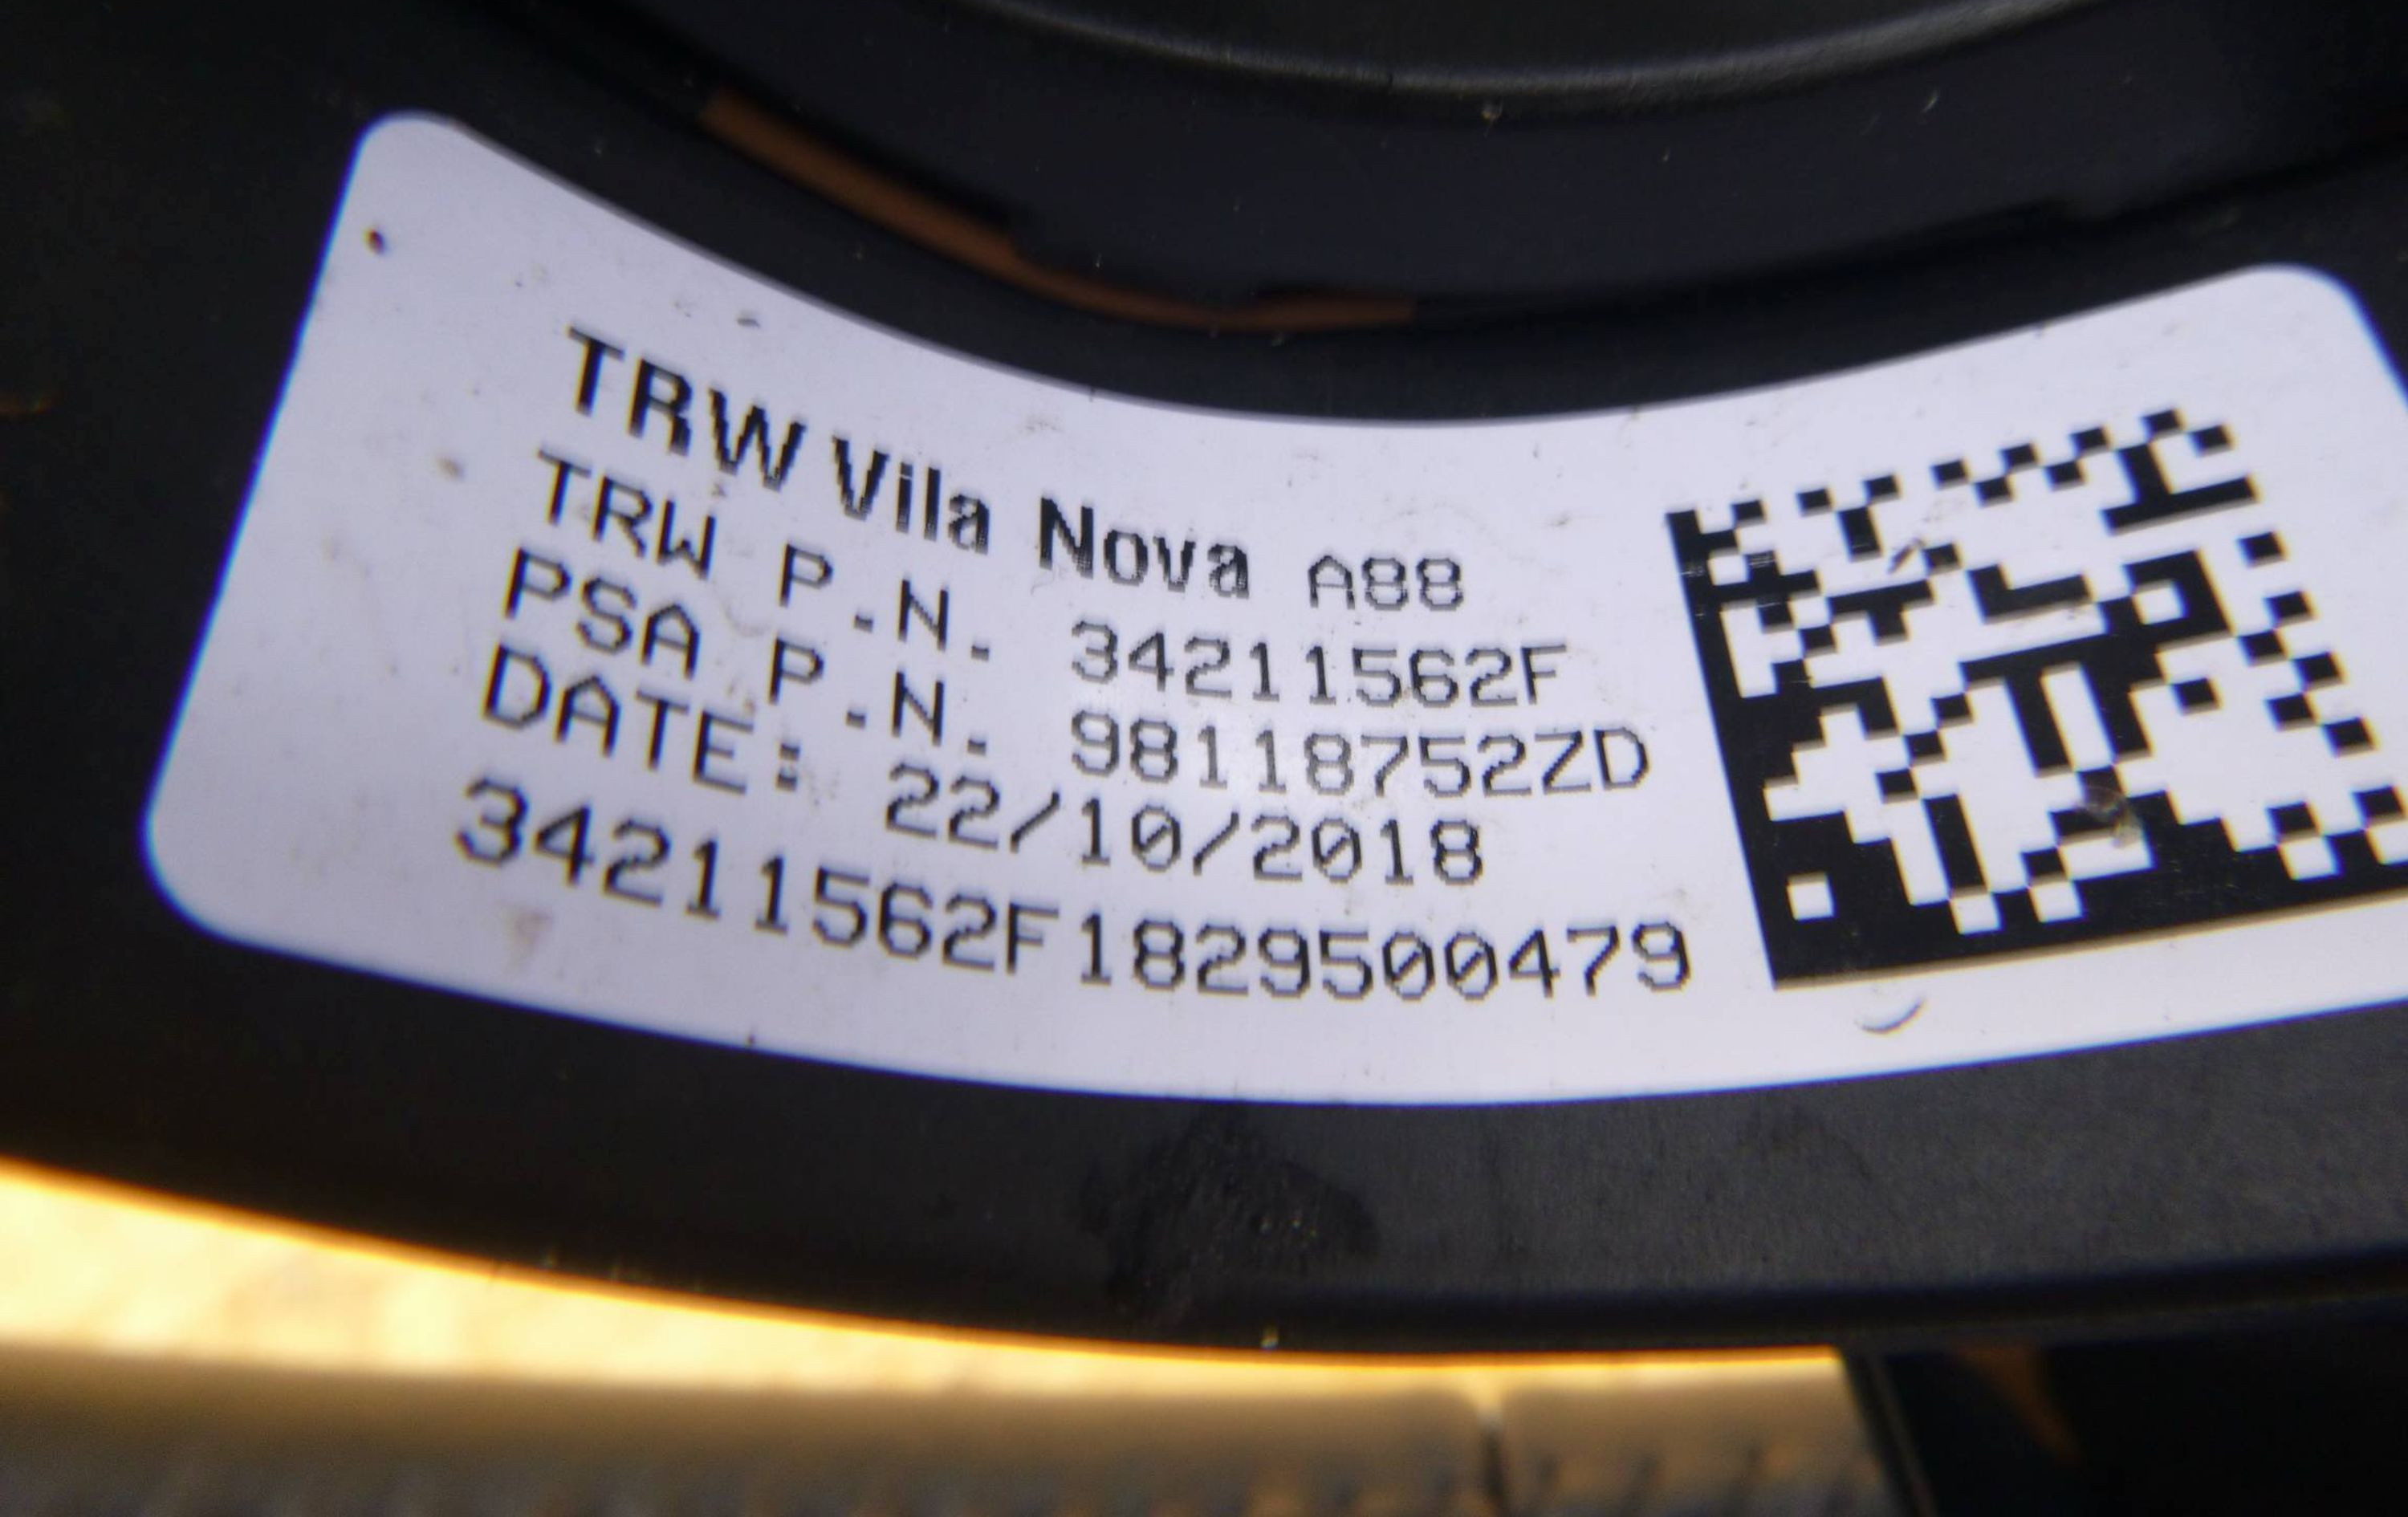 TRW Vila Nova A88
TRW P.N. 34211562F
PSA P.N. 98118752ZD
DATE: 22/10/2018
34211562F1829500479